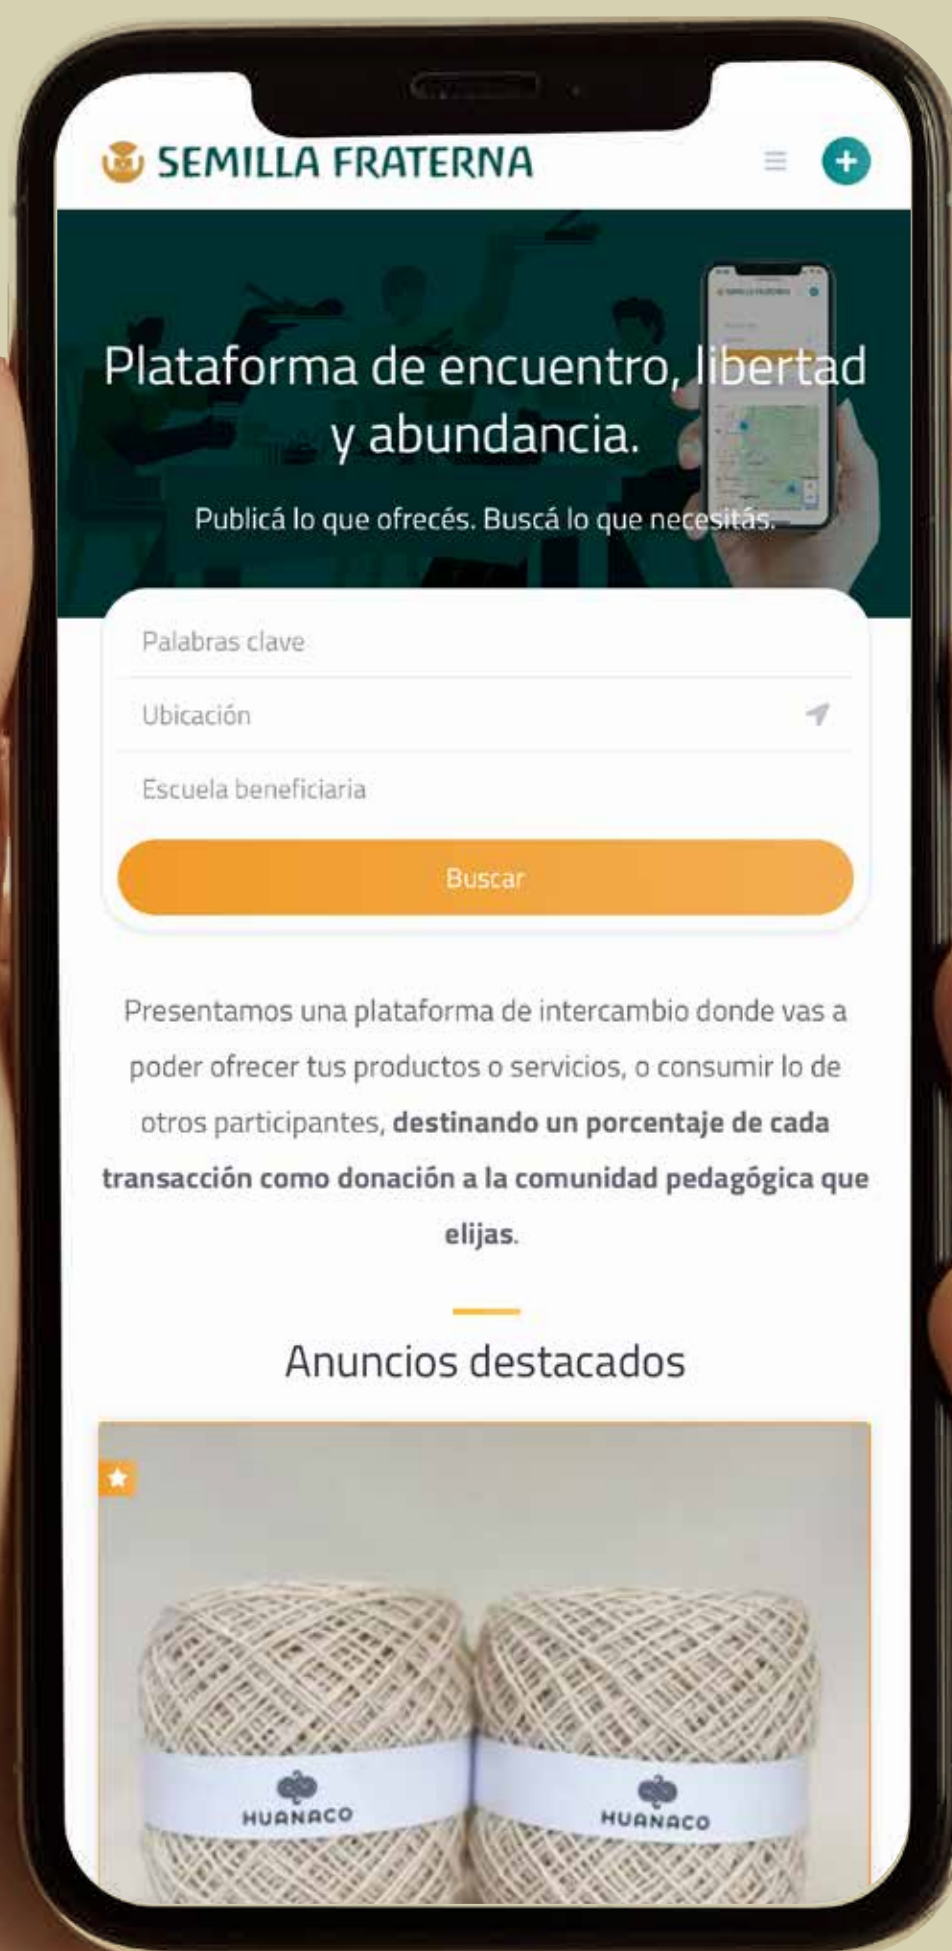 SEMILLA FRATERNA
Plataforma de encuentro, libertad
y abundancia.
Publicá lo que ofrecés. Buscá lo que necesitás.
Palabras clave
Ubicación
Escuela beneficiaria
Buscar
Presentamos una plataforma de intercambio donde vas a
poder ofrecer tus productos o servicios, o consumir lo de
otros participantes, destinando un porcentaje de cada
transacción como donación a la comunidad pedagógica que
elijas.
Anuncios destacados
HUANACO
HUANACO